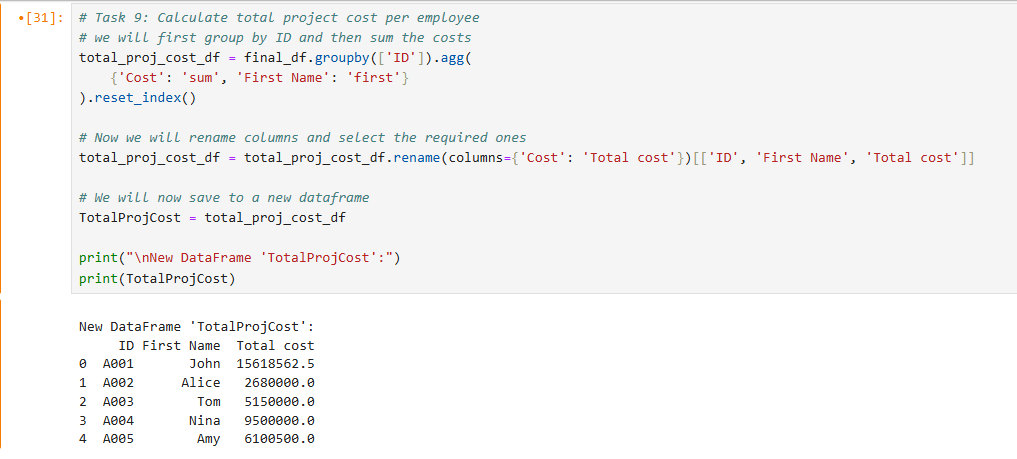 [31]: # Task 9: Calculate total project cost per employee
# we will first group by ID and then sum the costs
total_proj_cost_df = final_df.groupby(['ID']).agg(
    {'Cost': 'sum', 'First Name': 'first'}
).reset_index()

# Now we will rename columns and select the required ones
total_proj_cost_df = total_proj_cost_df.rename(columns={'Cost': 'Total cost'})[['ID', 'First Name', 'Total cost']]

# We will now save to a new dataframe
TotalProjCost = total_proj_cost_df

print("\nNew DataFrame 'TotalProjCost':")
print(TotalProjCost)

New DataFrame 'TotalProjCost':
     ID First Name  Total cost
0  A001       John  15618562.5
1  A002      Alice   2680000.0
2  A003        Tom   5150000.0
3  A004       Nina   9500000.0
4  A005        Amy   6100500.0